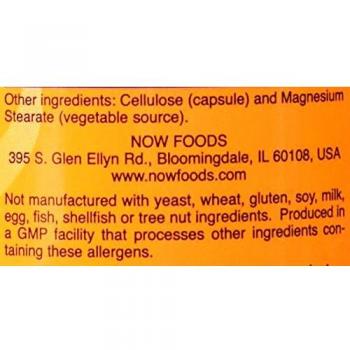 Other ingredients: Cellulose (capsule) and Magnesium
Stearate (vegetable source).
NOW FOODS
395 S. Glen Ellyn Rd., Bloomingdale, IL 60108, USA
www.nowfoods.com
Not manufactured with yeast, wheat, gluten, soy, milk,
egg, fish, shellfish or tree nut ingredients. Produced in
a GMP facility that processes other ingredients con-
taining these allergens.